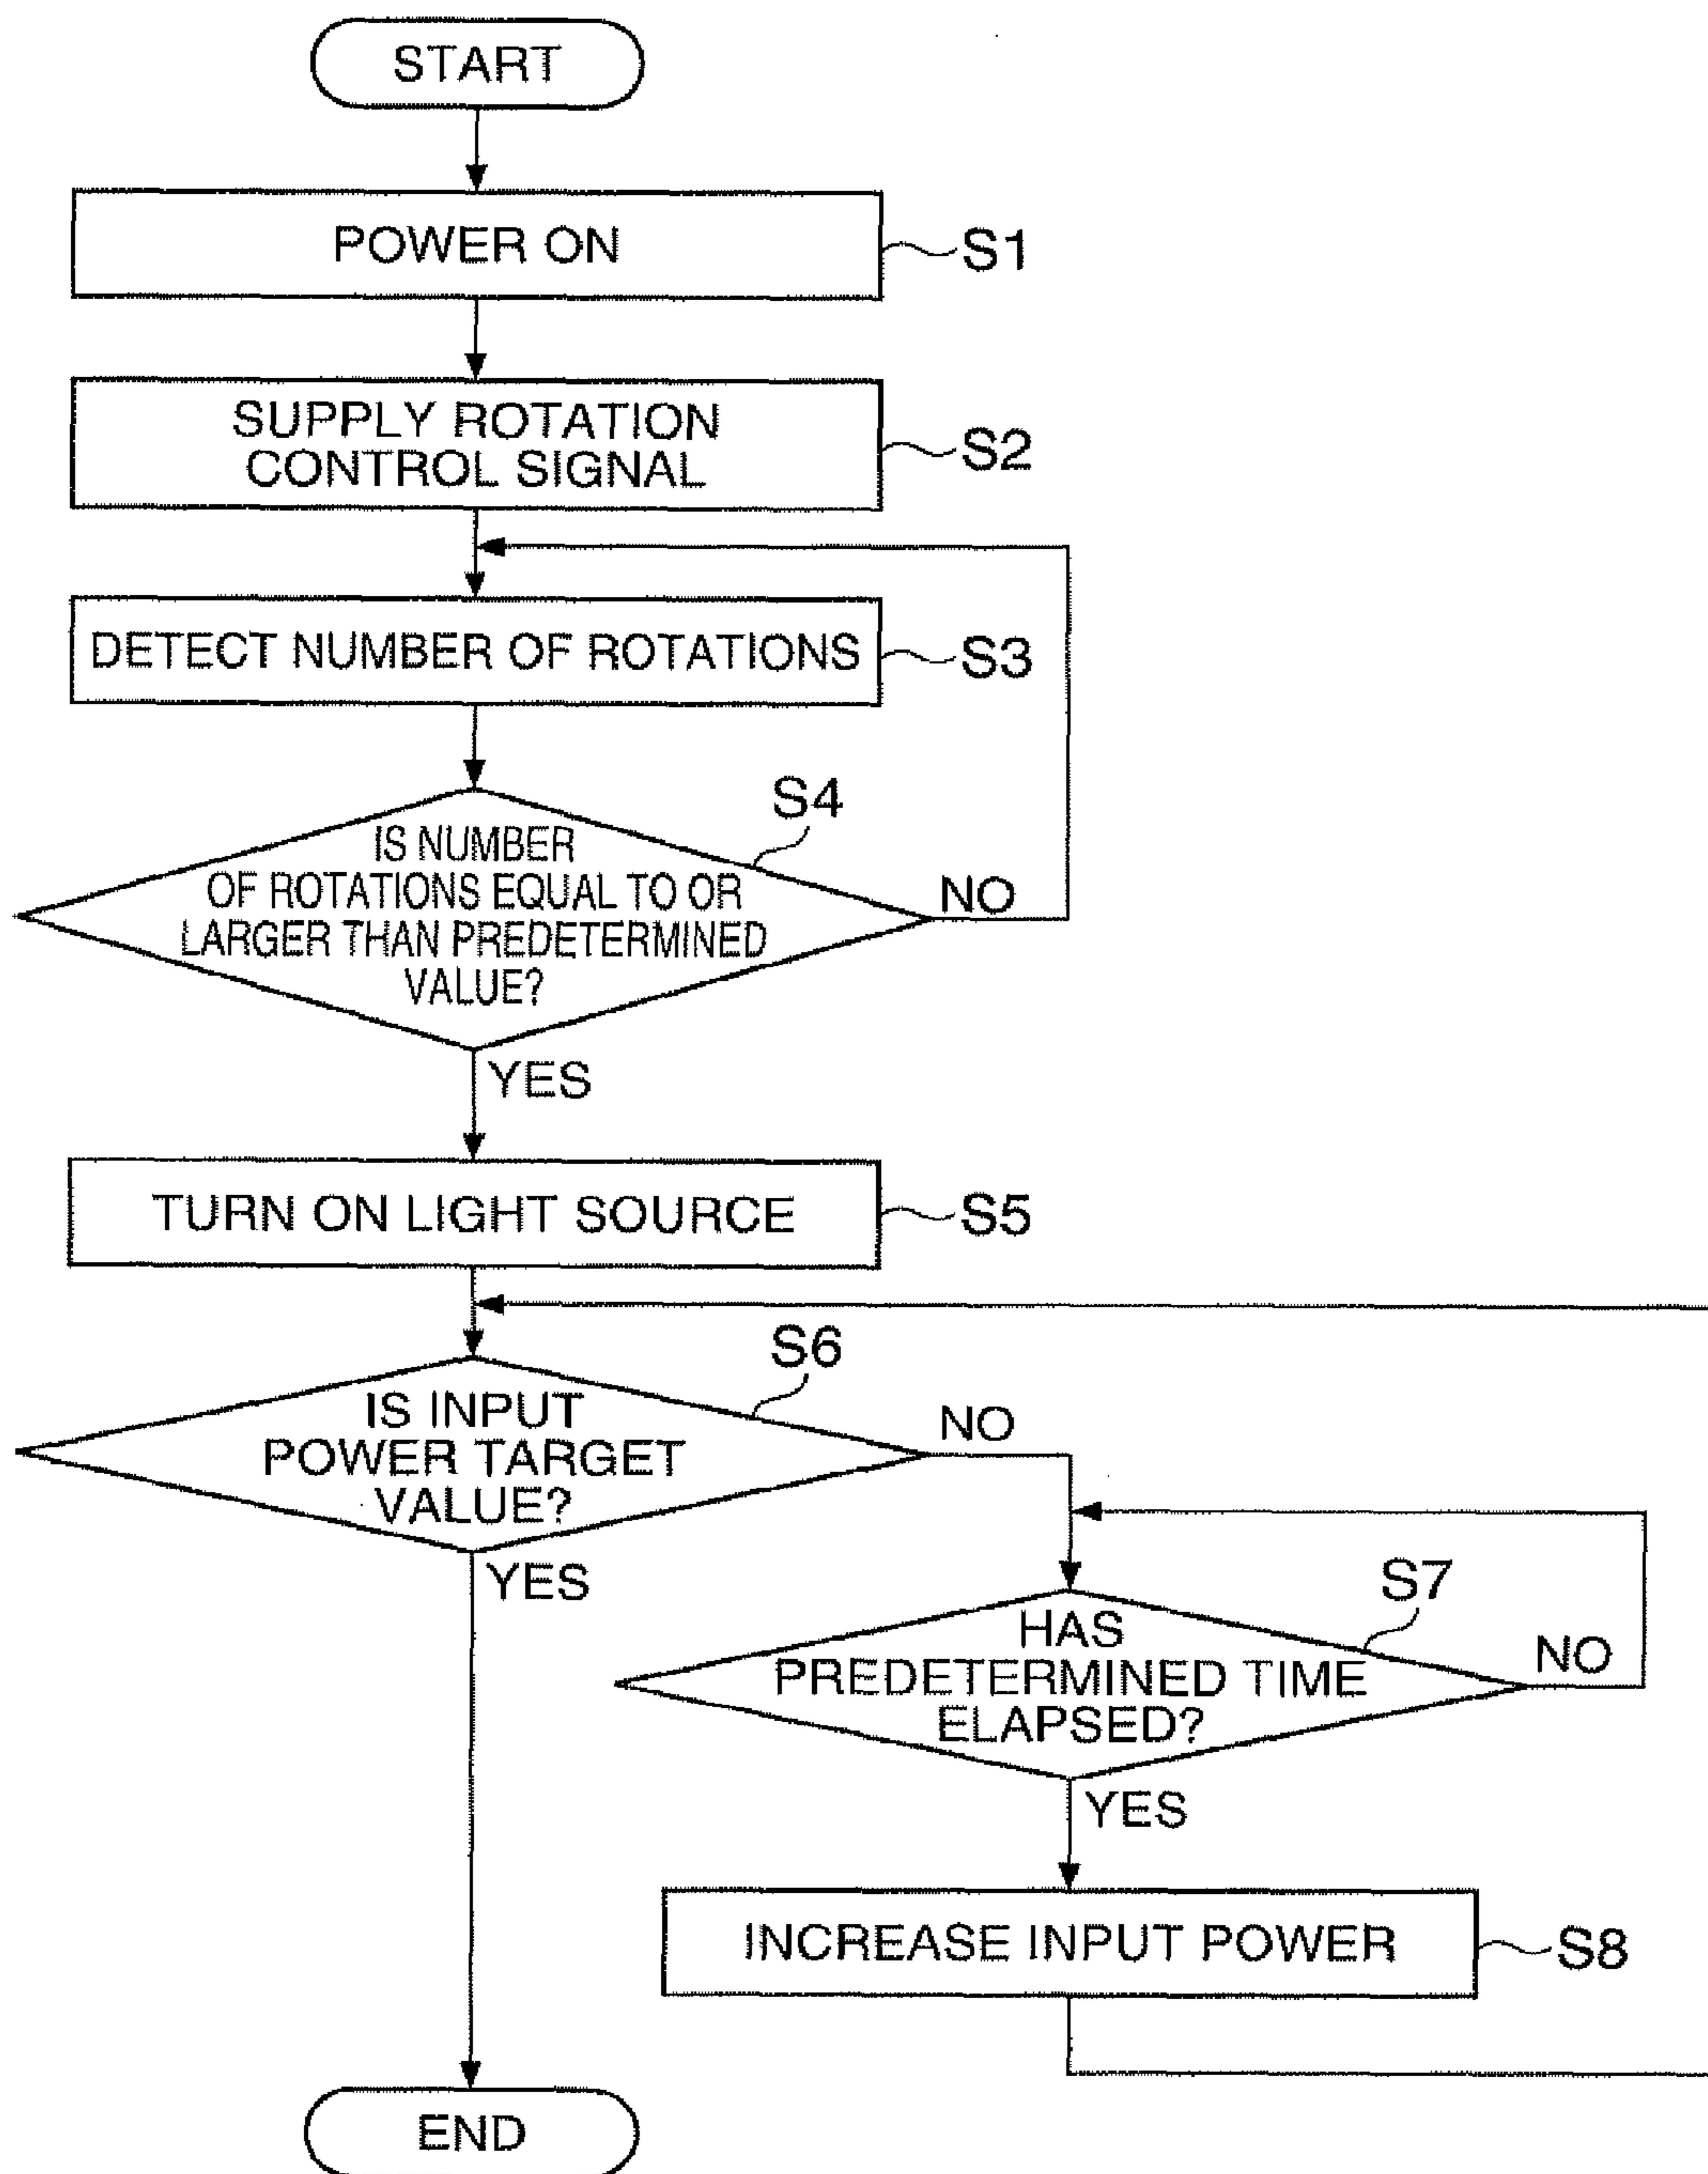 START
POWER ON
S1
SUPPLY ROTATION
CONTROL SIGNAL
S2
DETECT NUMBER OF ROTATIONS
S3
S4
IS NUMBER
OF ROTATIONS EQUAL TO OR
LARGER THAN PREDETERMINED
VALUE?
NO
YES
TURN ON LIGHT SOURCE
S5
S6
IS INPUT
POWER TARGET
VALUE?
NO
YES
S7
HAS
PREDETERMINED TIME
ELAPSED?
NO
YES
INCREASE INPUT POWER
S8
END